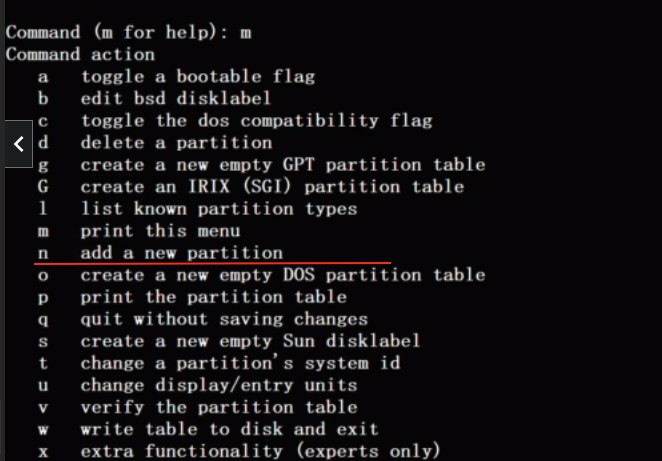 Command (m for help): m
Command action
a toggle a bootable flag
b edit bsd disklabel
c toggle the dos compatibility flag
d delete a partition
g create a new empty GPT partition table
G create an IRIX (SGI) partition table
l list known partition types
m print this menu
n add a new partition
o create a new empty DOS partition table
p print the partition table
q quit without saving changes
s create a new empty Sun disklabel
t change a partition's system id
u change display/entry units
v verify the partition table
w write table to disk and exit
x extra functionality (experts only)